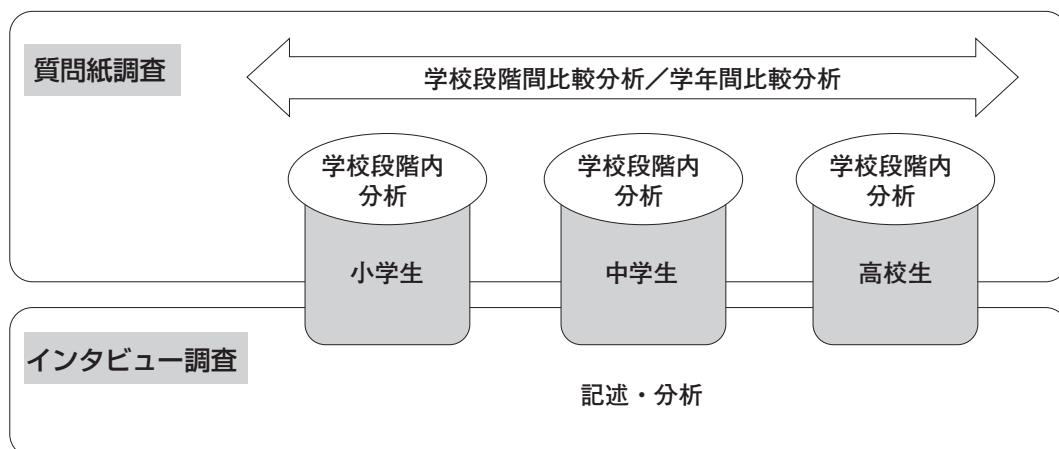 質問紙調査
学校段階間比較分析／学年間比較分析
学校段階内
分析
学校段階内
分析
学校段階内
分析
小学生
中学生
高校生
インタビュー調査
記述・分析